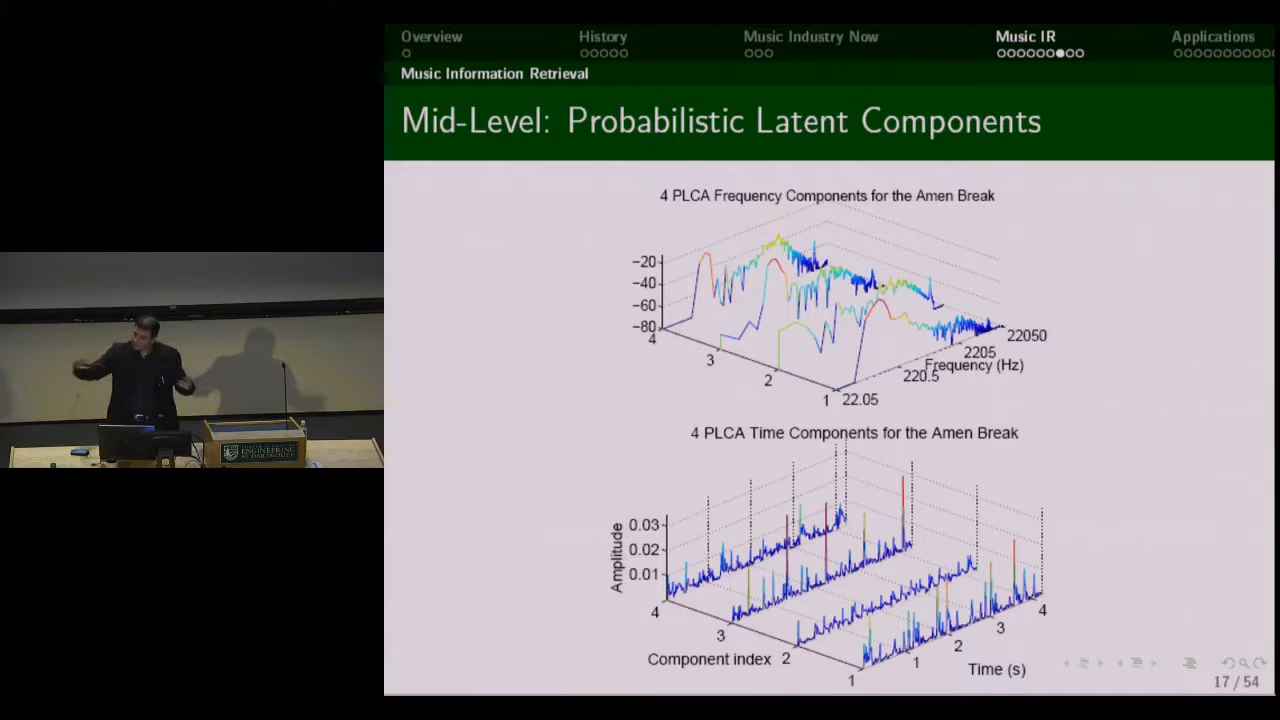 Overview History Music Industry Now Music IR Applications
Music Information Retrieval
Mid-Level: Probabilistic Latent Components
4 PLCA Frequency Components for the Amen Break
−20
−40
−60
−80
4
3
2
1
22050
2205
220.5
22.05
Frequency (Hz)
4 PLCA Time Components for the Amen Break
Amplitude
0.03
0.02
0.01
4
3
2
1
Component index
1
2
3
4
Time (s)
17 / 54
ENGINEERING
AT DARTMOUTH